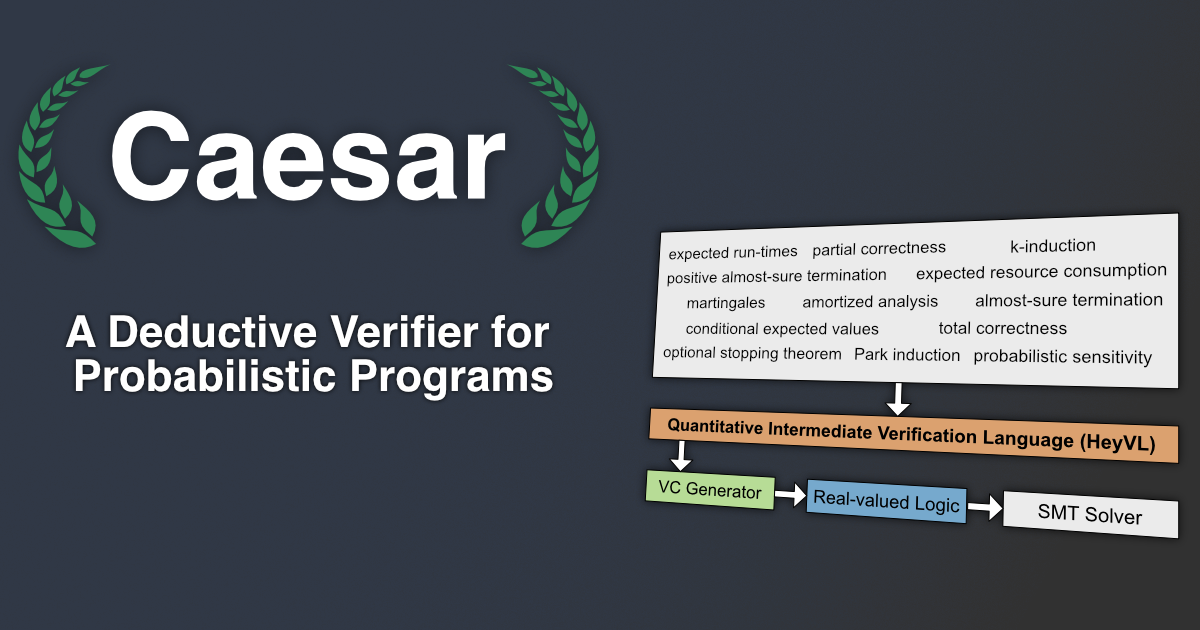 Caesar
A Deductive Verifier for
Probabilistic Programs
expected run-times partial correctness k-induction
positive almost-sure termination expected resource consumption
martingales amortized analysis almost-sure termination
conditional expected values total correctness
optional stopping theorem Park induction probabilistic sensitivity
Quantitative Intermediate Verification Language (HeyVL)
VC Generator Real-valued Logic SMT Solver